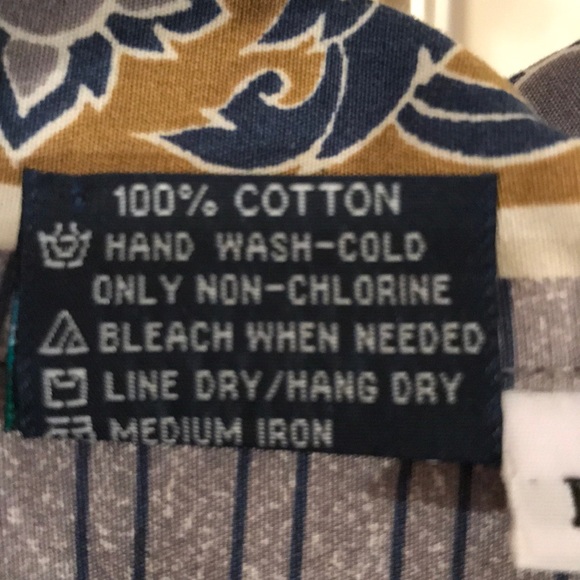 100% COTTON
HAND WASH-COLD
ONLY NON-CHLORINE
BLEACH WHEN NEEDED
LINE DRY/HANG DRY
MEDIUM IRON